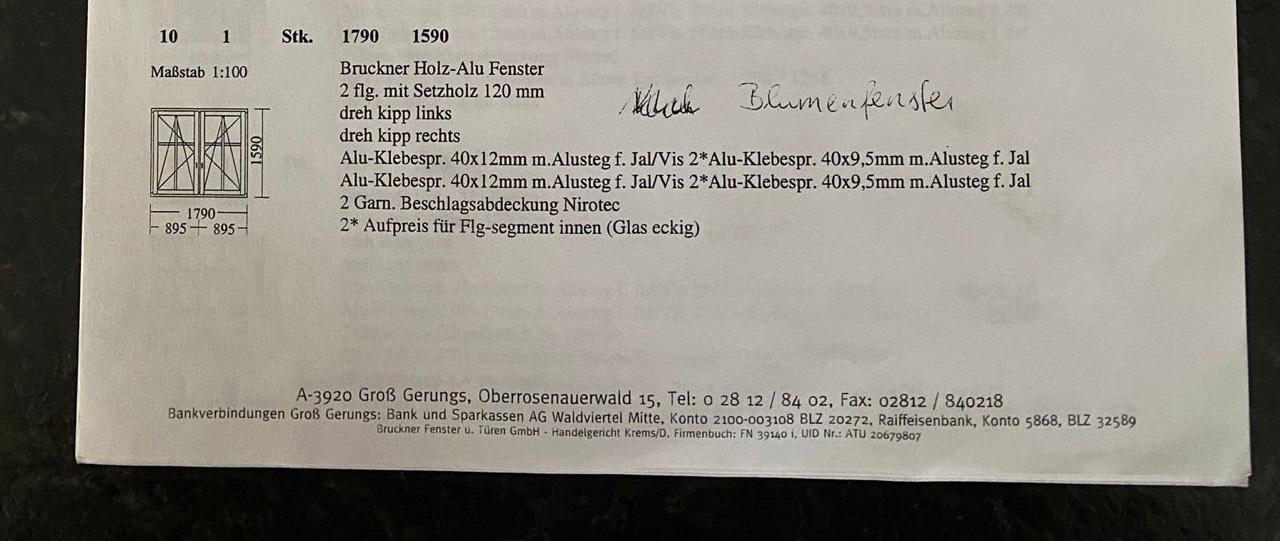 10 1 Stk. 1790 1590
Maßstab 1:100
Bruckner Holz-Alu Fenster
2 flg. mit Setzholz 120 mm
Blumenfenster
dreh kipp links
dreh kipp rechts
1590
Alu-Klebespr. 40x12mm m.Alusteg f. Jal/Vis 2*Alu-Klebespr. 40x9,5mm m.Alusteg f. Jal
Alu-Klebespr. 40x12mm m.Alusteg f. Jal/Vis 2*Alu-Klebespr. 40x9,5mm m.Alusteg f. Jal
2 Garn. Beschlagsabdeckung Nirotec
1790
2* Aufpreis für Flg-segment innen (Glas eckig)
895 895
A-3920 Groß Gerungs, Oberrosenauerwald 15, Tel: 0 28 12 / 84 02, Fax: 02812 / 840218
Bankverbindungen Groß Gerungs: Bank und Sparkassen AG Waldviertel Mitte, Konto 2100-003108 BLZ 20272, Raiffeisenbank, Konto 5868, BLZ 32589
Bruckner Fenster u. Türen GmbH - Handelgericht Krems/D. Firmenbuch: FN 39140 i, UID Nr.: ATU 20679807